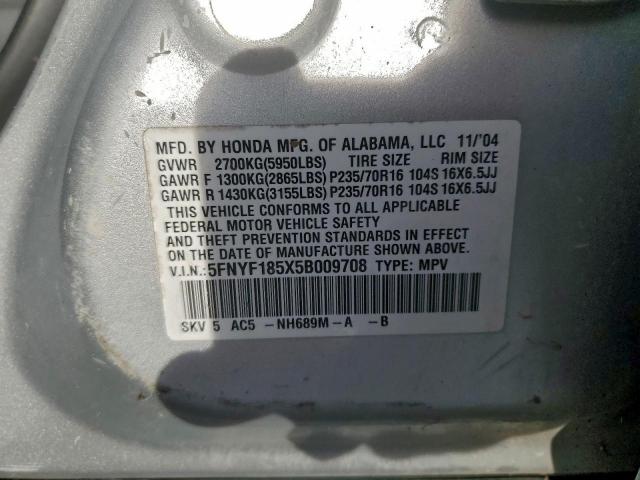 MFD. BY HONDA MFG. OF ALABAMA, LLC 11/'04
GVWR 2700KG(5950LBS) TIRE SIZE RIM SIZE
GAWR F 1300KG(2865LBS) P235/70R16 104S 16X6.5JJ
GAWR R 1430KG(3155LBS) P235/70R16 104S 16X6.5JJ
THIS VEHICLE CONFORMS TO ALL APPLICABLE
FEDERAL MOTOR VEHICLE SAFETY
AND THEFT PREVENTION STANDARDS IN EFFECT
ON DATE OF MANUFACTURE SHOWN ABOVE.
V.I.N.: 5FNYF185X5B009708 TYPE: MPV
SKV 5 AC5 -NH689M-A -B